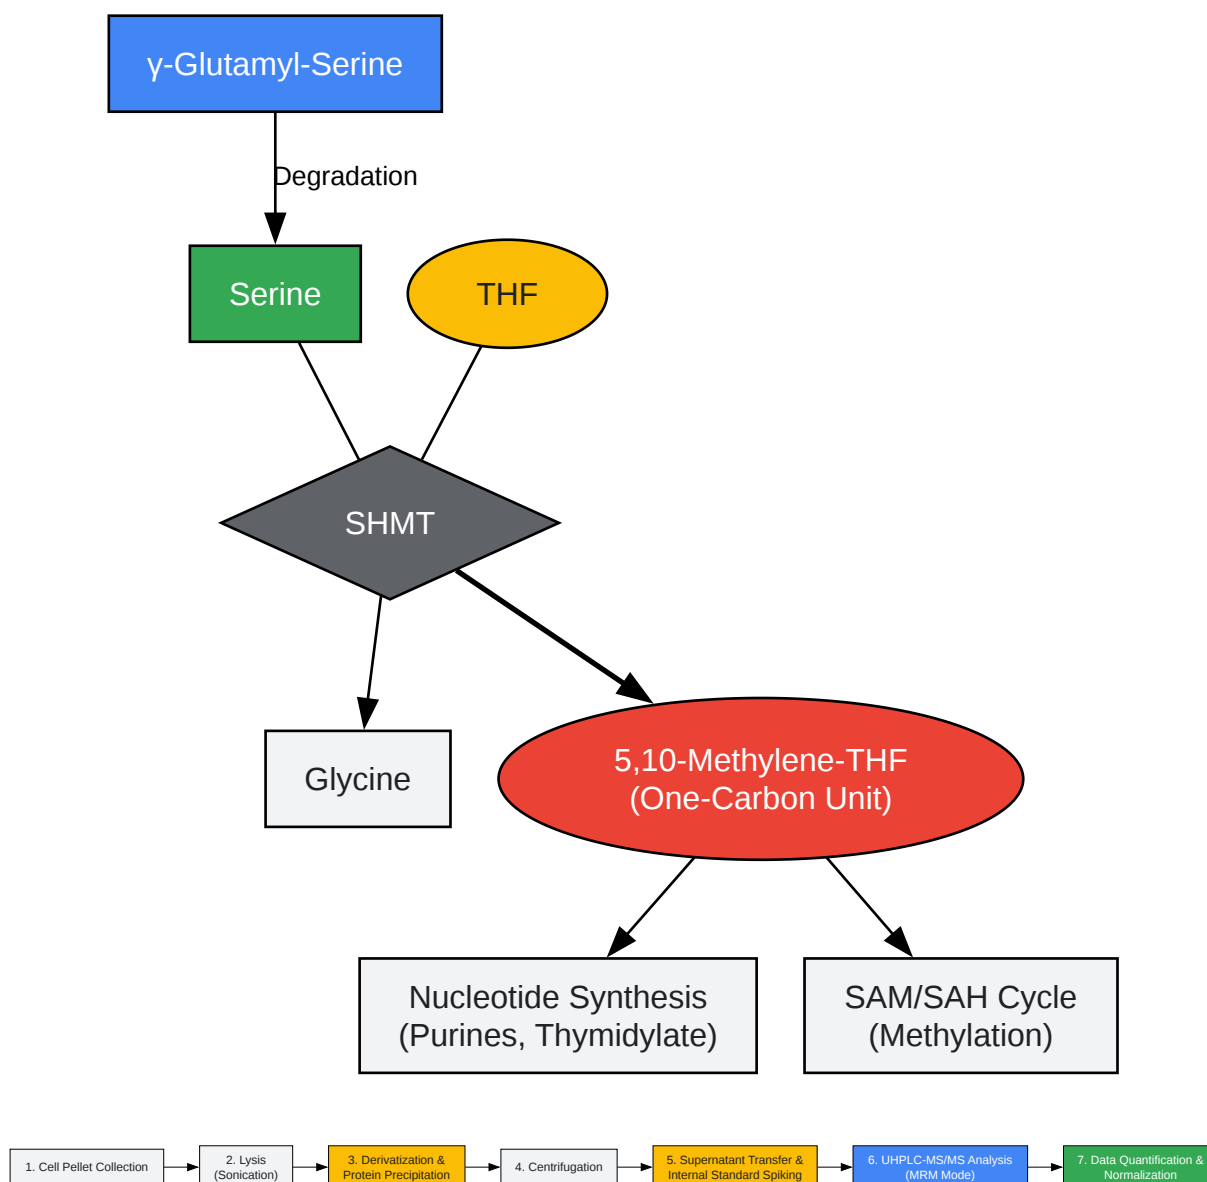 γ-Glutamyl-Serine
Degradation
Serine
THF
SHMT
Glycine
5,10-Methylene-THF
(One-Carbon Unit)
Nucleotide Synthesis
(Purines, Thymidylate)
SAM/SAH Cycle
(Methylation)
1. Cell Pellet Collection
2. Lysis
(Sonication)
3. Derivatization &
Protein Precipitation
4. Centrifugation
5. Supernatant Transfer &
Internal Standard Spiking
6. UHPLC-MS/MS Analysis
(MRM Mode)
7. Data Quantification &
Normalization